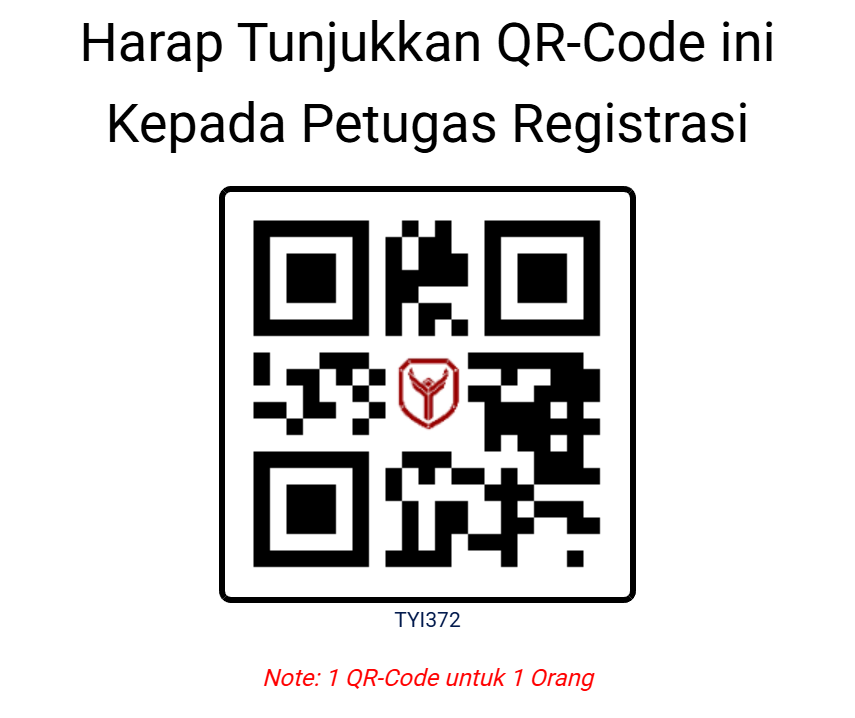 Harap Tunjukkan QR-Code ini
Kepada Petugas Registrasi
TYI372
Note: 1 QR-Code untuk 1 Orang